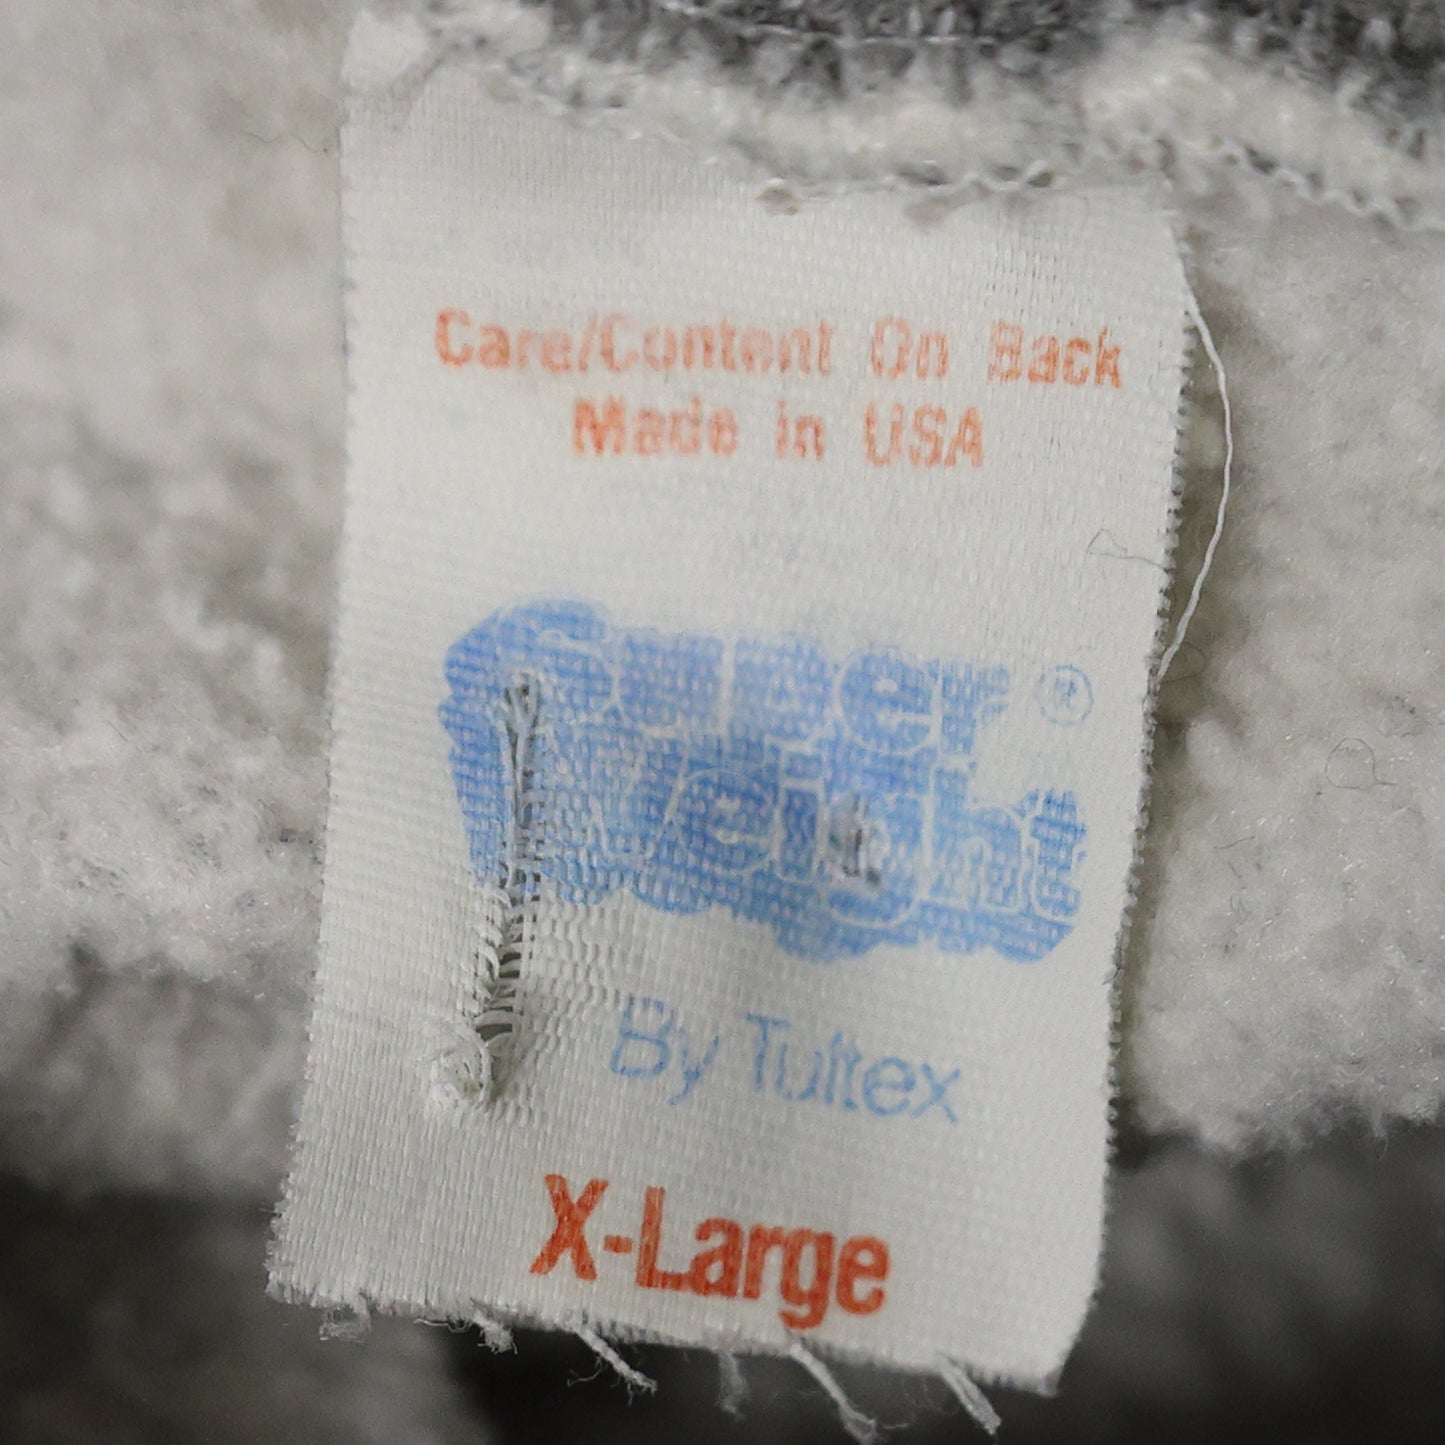 Care/Content On Back
Made in USA
Super ®
Weight
By Tultex
X-Large